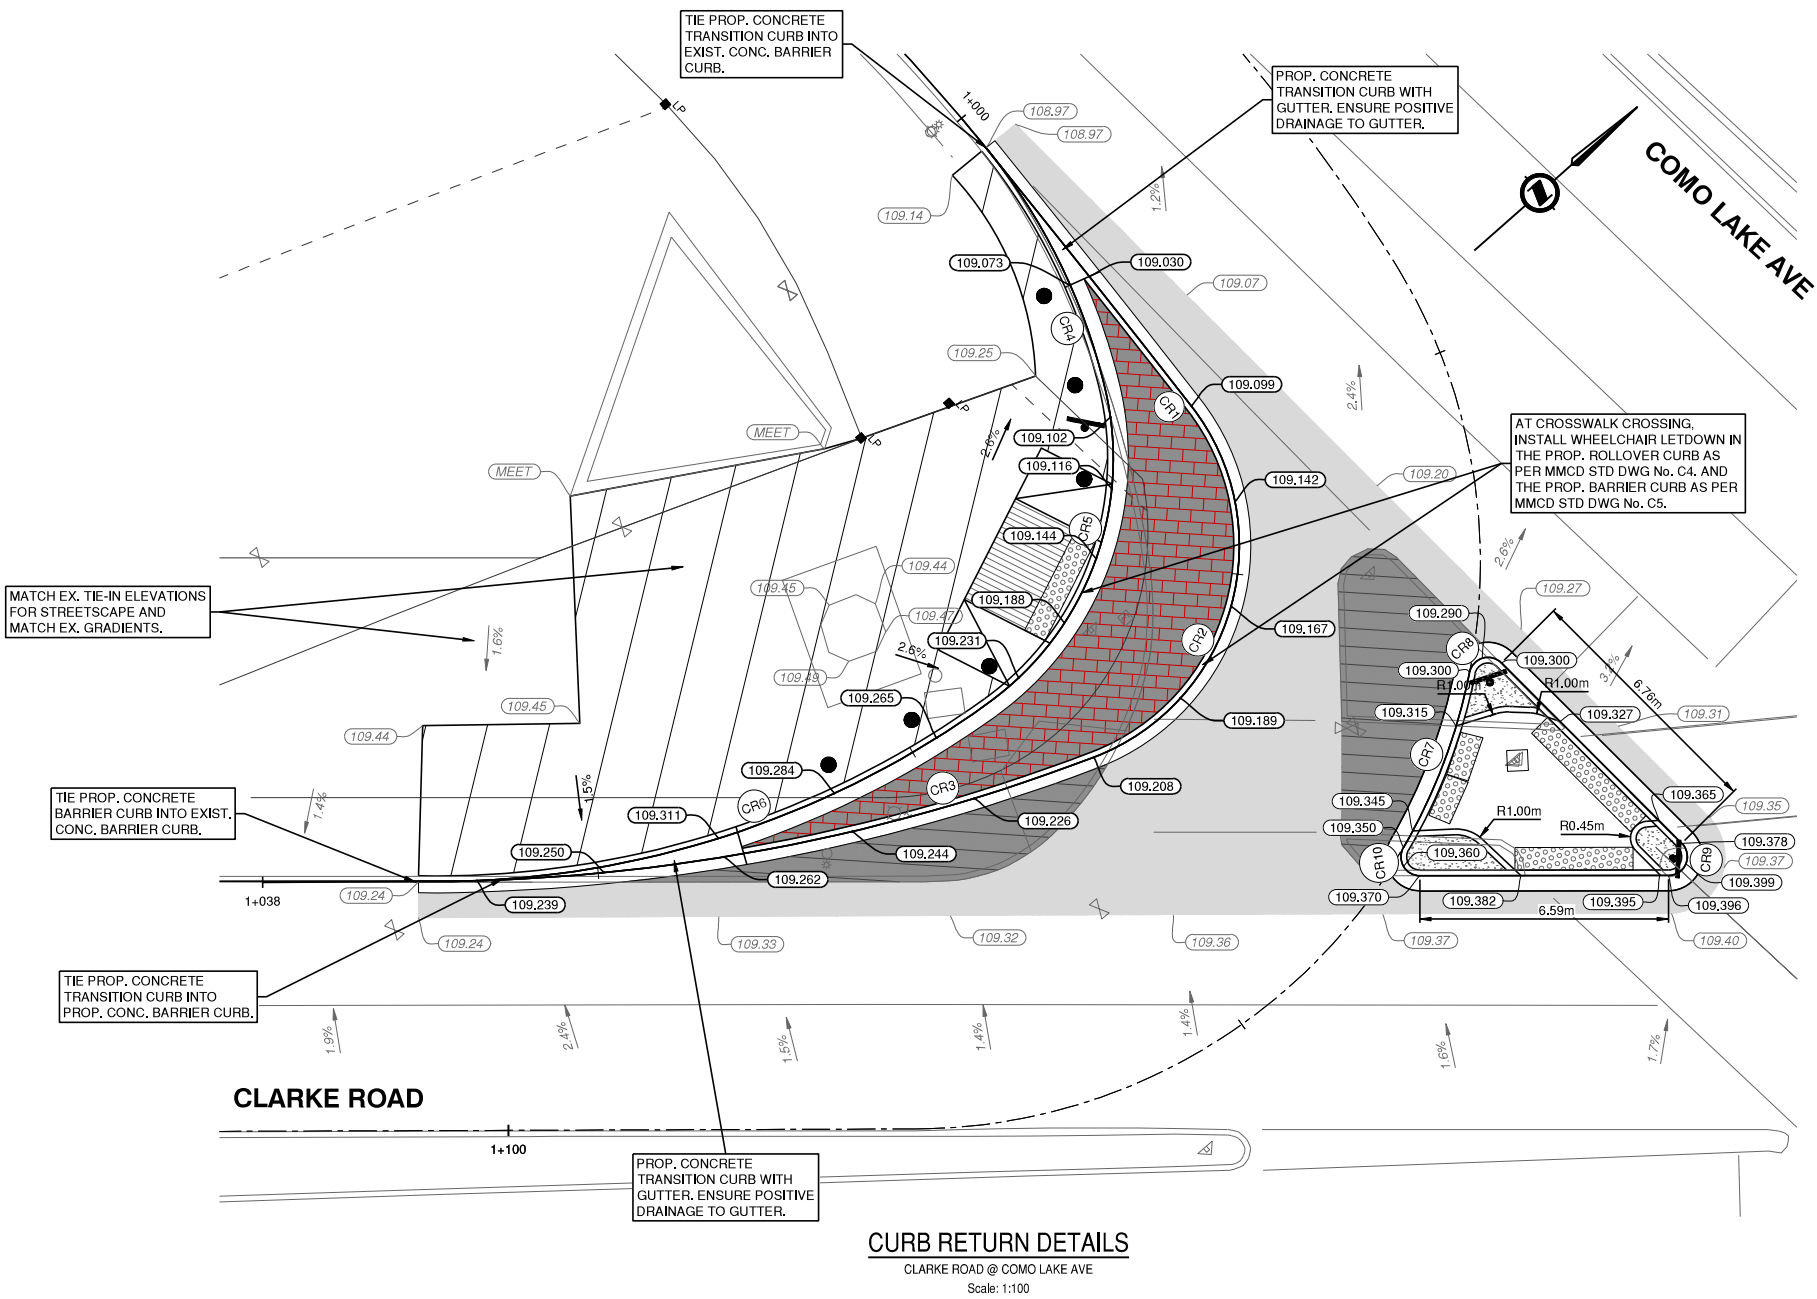 TIE PROP. CONCRETE
TRANSITION CURB INTO
EXIST. CONC. BARRIER
CURB.
PROP. CONCRETE
TRANSITION CURB WITH
GUTTER. ENSURE POSITIVE
DRAINAGE TO GUTTER.
COMO LAKE AVE
1+000
108.97
108.97
LP
1.2%
109.14
109.073
109.030
109.07
CR4
109.25
2.4%
109.099
CR1
LP
MEET
LP
2.6%
109.102
AT CROSSWALK CROSSING,
INSTALL WHEELCHAIR LETDOWN IN
THE PROP. ROLLOVER CURB AS
PER MMCD STD DWG No. C4. AND
THE PROP. BARRIER CURB AS PER
MMCD STD DWG No. C5.
MEET
109.116
109.142
109.20
CR5
109.144
2.6%
109.44
109.45
109.27
MATCH EX. TIE-IN ELEVATIONS
FOR STREETSCAPE AND
MATCH EX. GRADIENTS.
109.188
109.47
109.290
109.167
1.6%
109.231
2.6%
CR2
CR8
109.300
109.300
3.2%
109.49
R1.00m
R1.00m
6.76m
109.265
109.45
109.189
109.315
109.327
109.31
109.44
CR7
109.284
109.208
1.5%
CR3
TIE PROP. CONCRETE
BARRIER CURB INTO EXIST.
CONC. BARRIER CURB.
1.4%
CR6
109.345
109.365
109.35
109.311
109.226
109.350
R1.00m
R0.45m
109.378
109.250
109.244
109.360
CR10
CR9
109.37
109.262
109.399
109.24
1+038
109.239
109.370
109.382
109.395
109.396
6.59m
109.24
109.33
109.32
109.36
109.37
109.40
TIE PROP. CONCRETE
TRANSITION CURB INTO
PROP. CONC. BARRIER CURB.
1.9%
2.4%
1.5%
1.4%
1.4%
1.6%
1.7%
CLARKE ROAD
1+100
PROP. CONCRETE
TRANSITION CURB WITH
GUTTER. ENSURE POSITIVE
DRAINAGE TO GUTTER.
CURB RETURN DETAILS
CLARKE ROAD @ COMO LAKE AVE
Scale: 1:100